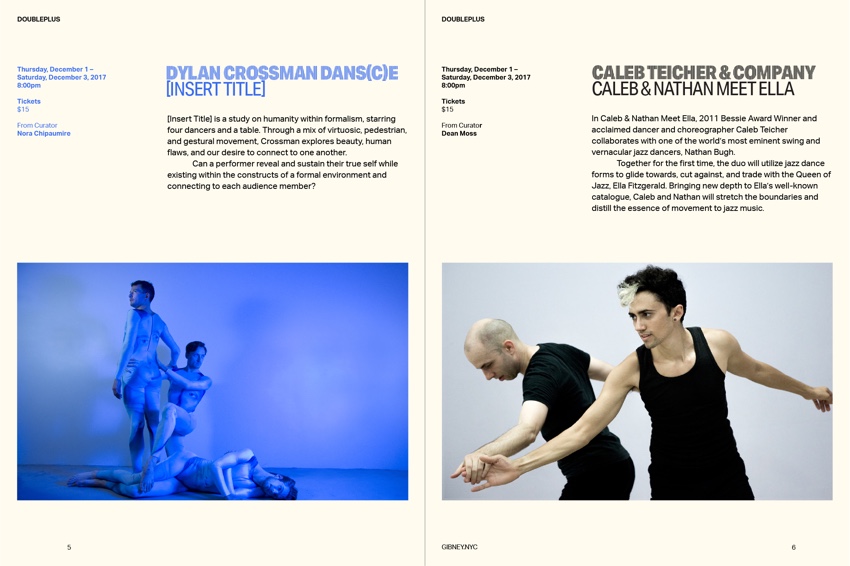 DOUBLEPLUS
Thursday, December 1 –
Saturday, December 3, 2017
8:00pm
Tickets
$15
From Curator
Nora Chipaumire
DYLAN CROSSMAN DANS(C)E
[INSERT TITLE]
[Insert Title] is a study on humanity within formalism, starring
four dancers and a table. Through a mix of virtuosic, pedestrian,
and gestural movement, Crossman explores beauty, human
flaws, and our desire to connect to one another.
Can a performer reveal and sustain their true self while
existing within the constructs of a formal environment and
connecting to each audience member?
5
DOUBLEPLUS
Thursday, December 1 –
Saturday, December 3, 2017
8:00pm
Tickets
$15
From Curator
Dean Moss
CALEB TEICHER & COMPANY
CALEB & NATHAN MEET ELLA
In Caleb & Nathan Meet Ella, 2011 Bessie Award Winner and
acclaimed dancer and choreographer Caleb Teicher
collaborates with one of the world's most eminent swing and
vernacular jazz dancers, Nathan Bugh.
Together for the first time, the duo will utilize jazz dance
forms to glide towards, cut against, and trade with the Queen of
Jazz, Ella Fitzgerald. Bringing new depth to Ella's well-known
catalogue, Caleb and Nathan will stretch the boundaries and
distill the essence of movement to jazz music.
GIBNEY.NYC
6